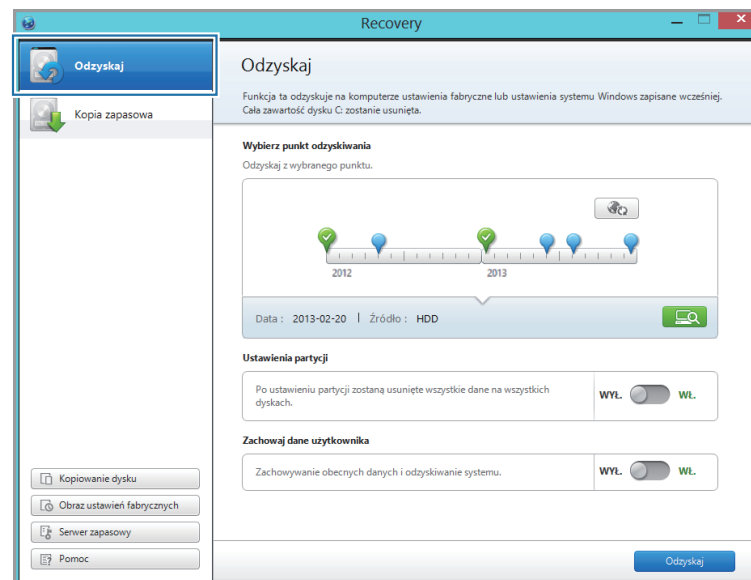 Recovery
Odzyskaj
Kopia zapasowa
Odzyskaj
Funkcja ta odzyskuje na komputerze ustawienia fabryczne lub ustawienia systemu Windows zapisane wcześniej.
Cała zawartość dysku C: zostanie usunięta.
Wybierz punkt odzyskiwania
Odzyskaj z wybranego punktu.
2012 2013
Data : 2013-02-20 | Źródło : HDD
Ustawienia partycji
Po ustawieniu partycji zostaną usunięte wszystkie dane na wszystkich
dyskach.
WYŁ. WŁ.
Zachowaj dane użytkownika
Zachowywanie obecnych danych i odzyskiwanie systemu.
WYŁ. WŁ.
Kopiowanie dysku
Obraz ustawień fabrycznych
Serwer zapasowy
Pomoc
Odzyskaj